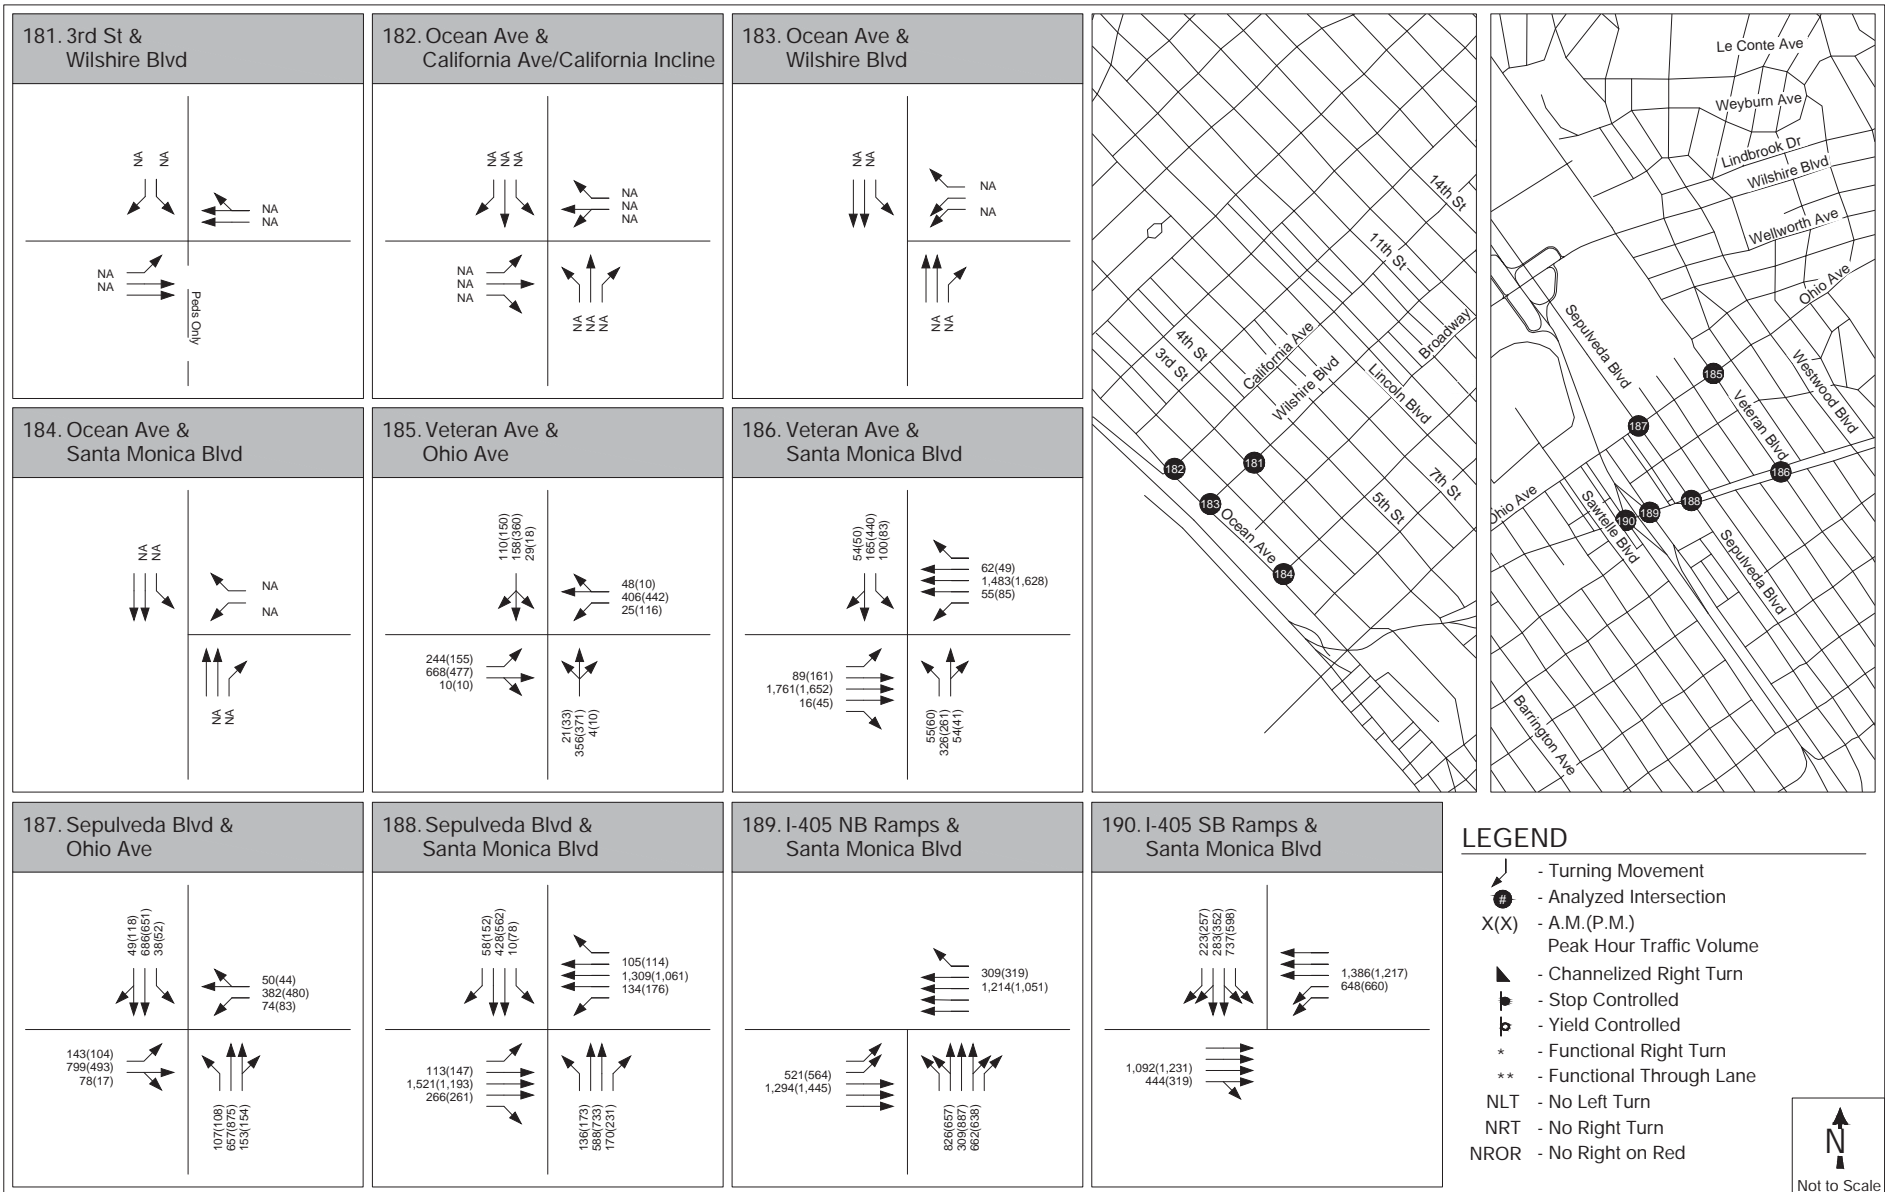 181. 3rd St &
Wilshire Blvd
NA
NA
NA
NA
NA
NA
Peds Only
182. Ocean Ave &
California Ave/California Incline
NA
NA
NA
NA
NA
NA
NA
NA
NA
NA
NA
NA
183. Ocean Ave &
Wilshire Blvd
NA
NA
NA
NA
NA
NA
184. Ocean Ave &
Santa Monica Blvd
NA
NA
NA
NA
NA
NA
185. Veteran Ave &
Ohio Ave
110(150)
158(360)
29(18)
48(10)
406(442)
25(116)
244(155)
668(477)
10(10)
21(33)
356(371)
4(10)
186. Veteran Ave &
Santa Monica Blvd
54(50)
165(440)
100(83)
62(49)
1,483(1,628)
55(85)
89(161)
1,761(1,652)
16(45)
55(60)
326(261)
54(41)
187. Sepulveda Blvd &
Ohio Ave
49(118)
686(651)
38(52)
50(44)
382(480)
74(83)
143(104)
799(493)
78(17)
107(108)
657(875)
153(154)
188. Sepulveda Blvd &
Santa Monica Blvd
58(152)
428(562)
10(78)
105(114)
1,309(1,061)
134(176)
113(147)
1,521(1,193)
266(261)
136(173)
588(733)
170(231)
189. I-405 NB Ramps &
Santa Monica Blvd
309(319)
1,214(1,051)
521(564)
1,294(1,445)
826(657)
309(887)
662(638)
190. I-405 SB Ramps &
Santa Monica Blvd
223(257)
283(352)
737(598)
1,386(1,217)
648(660)
1,092(1,231)
444(319)
14th St
11th St
4th St
3rd St
California Ave
Wilshire Blvd
Broadway
Lincoln Blvd
7th St
5th St
Ocean Ave
181
182
183
184
Le Conte Ave
Weyburn Ave
Lindbrook Dr
Wilshire Blvd
Wellworth Ave
Ohio Ave
Sepulveda Blvd
Westwood Blvd
Veteran Blvd
Ohio Ave
Sawtelle Blvd
Sepulveda Blvd
Barrington Ave
185
187
186
188
189
190
LEGEND
- Turning Movement
# - Analyzed Intersection
X(X) - A.M.(P.M.)
Peak Hour Traffic Volume
- Channelized Right Turn
- Stop Controlled
- Yield Controlled
* - Functional Right Turn
** - Functional Through Lane
NLT - No Left Turn
NRT - No Right Turn
NROR - No Right on Red
N
Not to Scale